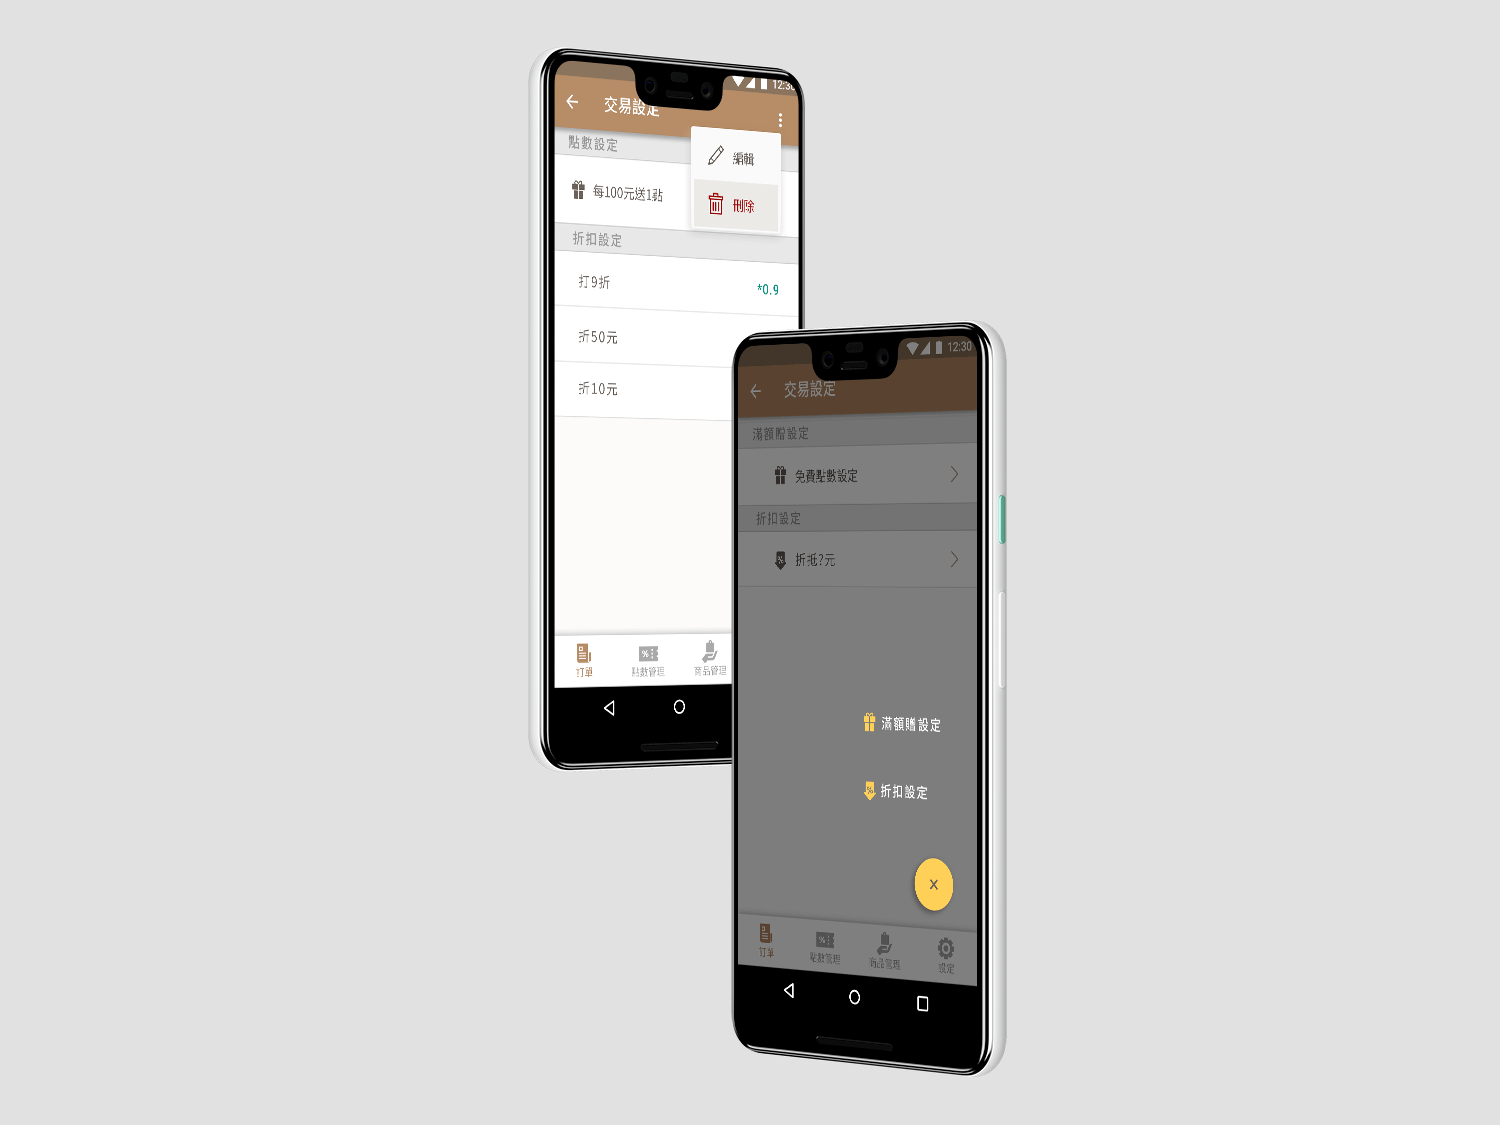 12:30
交易設定
點數設定
編輯
每100元送1點
刪除
折扣設定
打9折
*0.9
折50元
折10元
訂單
點數管理
商品管理
12:30
交易設定
滿額贈設定
免費點數設定
折扣設定
折抵?元
滿額贈設定
折扣設定
訂單
點數管理
商品管理
設定